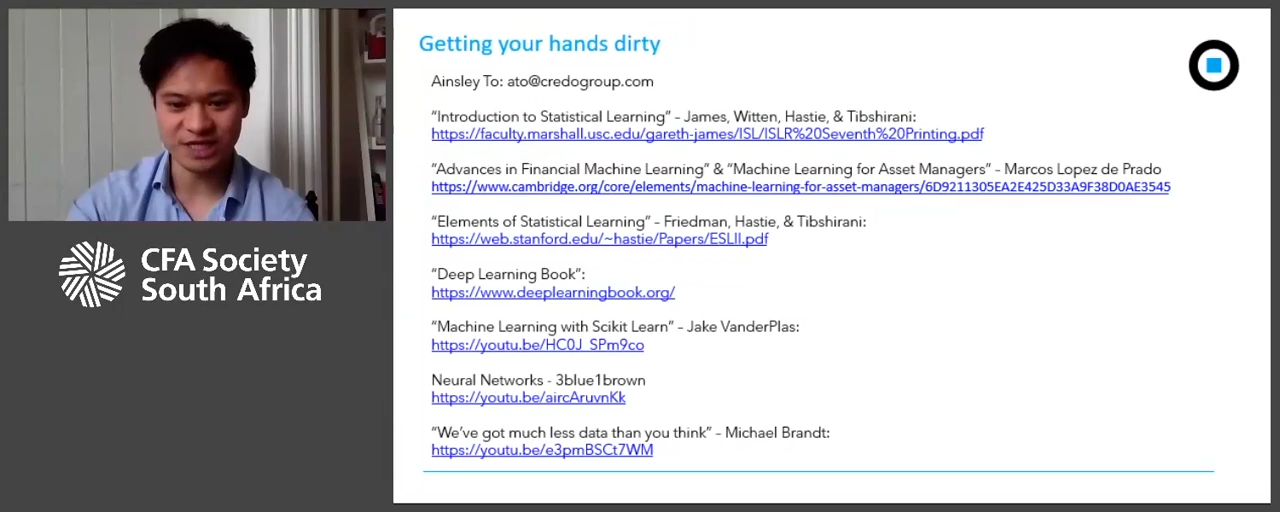 Getting your hands dirty
Ainsley To: ato@credogroup.com
"Introduction to Statistical Learning" – James, Witten, Hastie, & Tibshirani:
https://faculty.marshall.usc.edu/gareth-james/ISL/ISLR%20Seventh%20Printing.pdf
"Advances in Financial Machine Learning" & "Machine Learning for Asset Managers" – Marcos Lopez de Prado
https://www.cambridge.org/core/elements/machine-learning-for-asset-managers/6D9211305EA2E425D33A9F38D0AE3545
"Elements of Statistical Learning" – Friedman, Hastie, & Tibshirani:
https://web.stanford.edu/~hastie/Papers/ESLII.pdf
"Deep Learning Book":
https://www.deeplearningbook.org/
"Machine Learning with Scikit Learn" – Jake VanderPlas:
https://youtu.be/HC0J_SPm9co
Neural Networks - 3blue1brown
https://youtu.be/aircAruvnKk
"We've got much less data than you think" – Michael Brandt:
https://youtu.be/e3pmBSCt7WM
CFA Society
South Africa